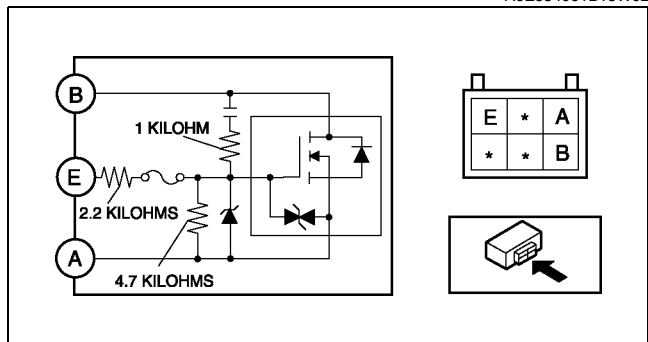 B
1 KILOHM
E
2.2 KILOHMS
A
4.7 KILOHMS
E * A
* * B